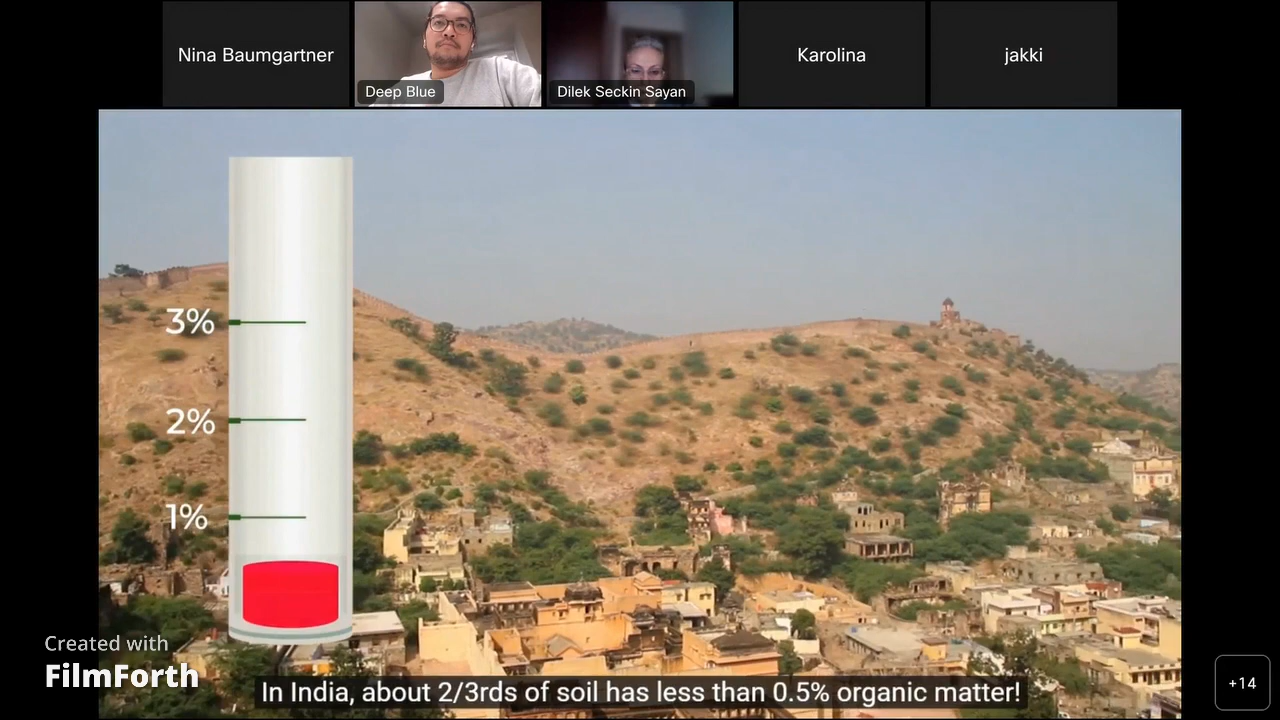 Nina Baumgartner
Deep Blue
Dilek Seckin Sayan
Karolina
jakki
3%
2%
1%
Created with
FilmForth
In India, about 2/3rds of soil has less than 0.5% organic matter!
+14